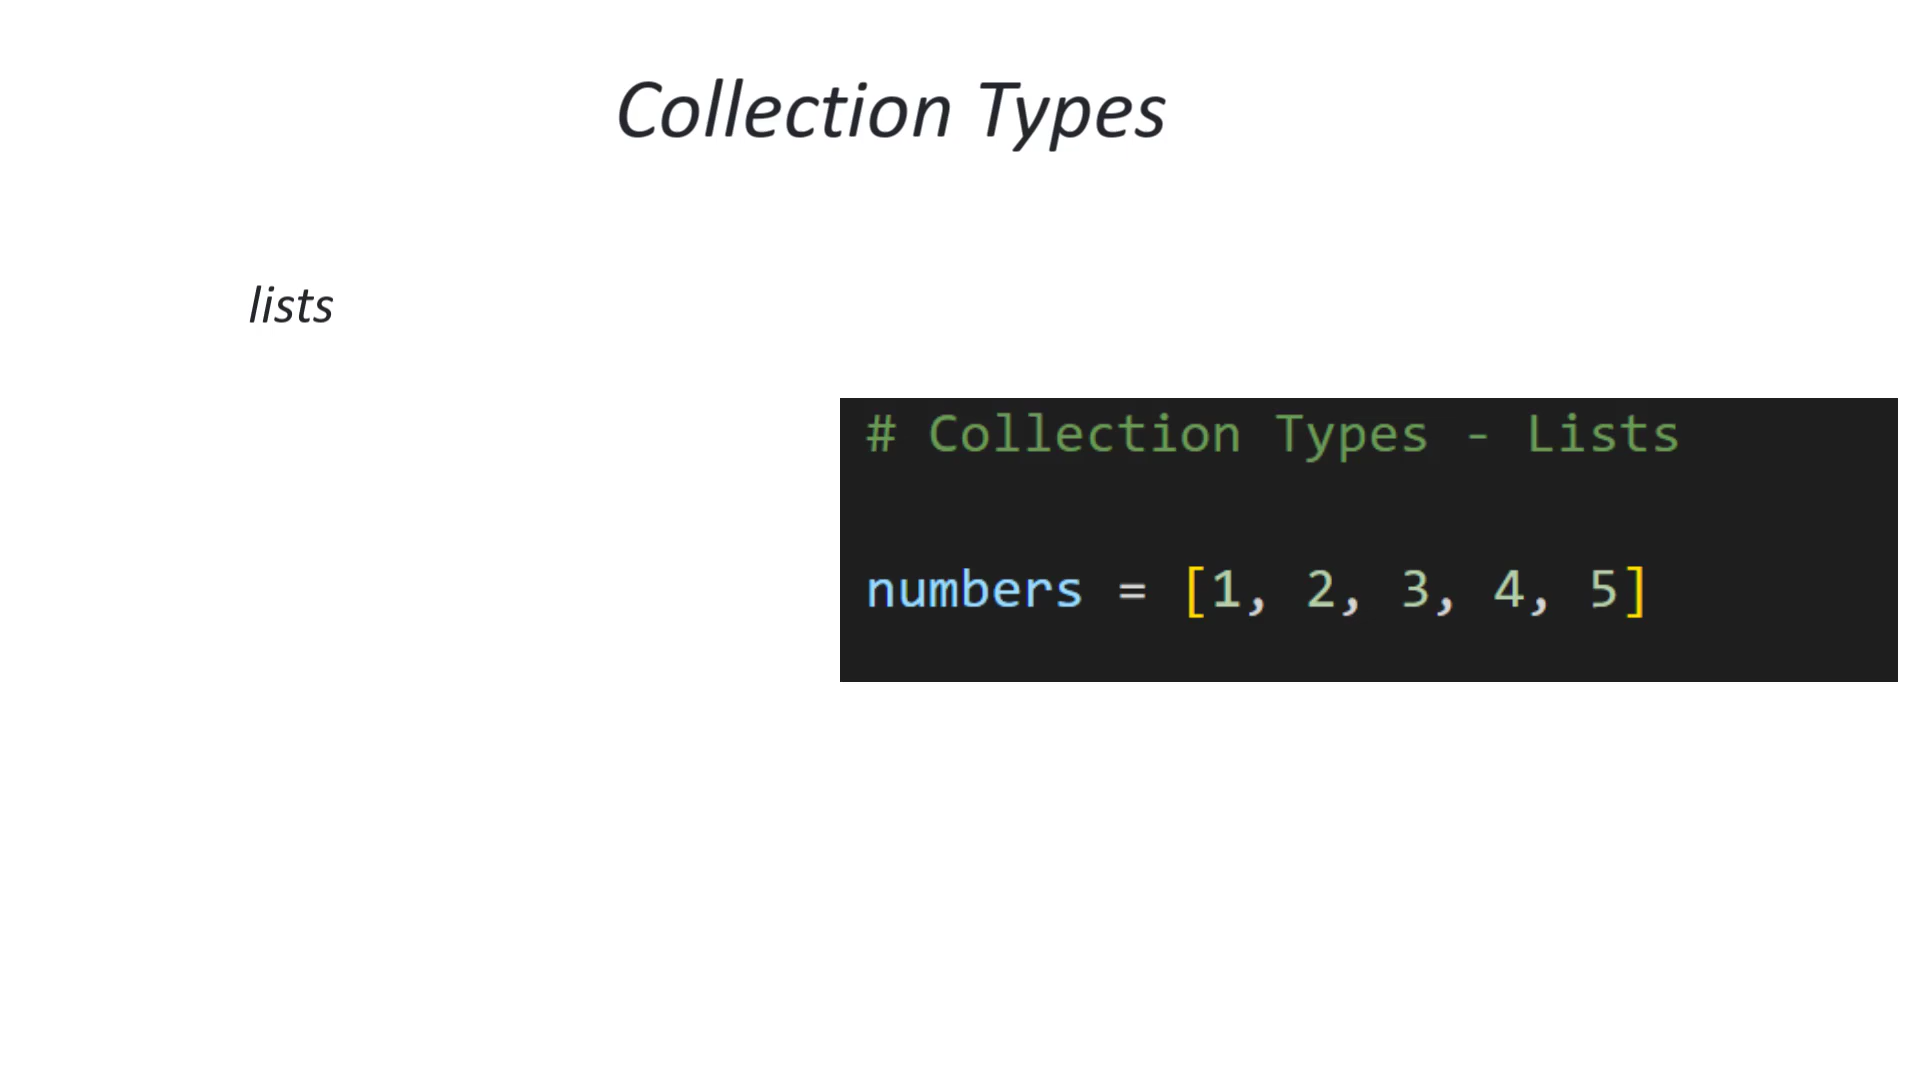 Collection Types
lists
# Collection Types - Lists
numbers = [1, 2, 3, 4, 5]